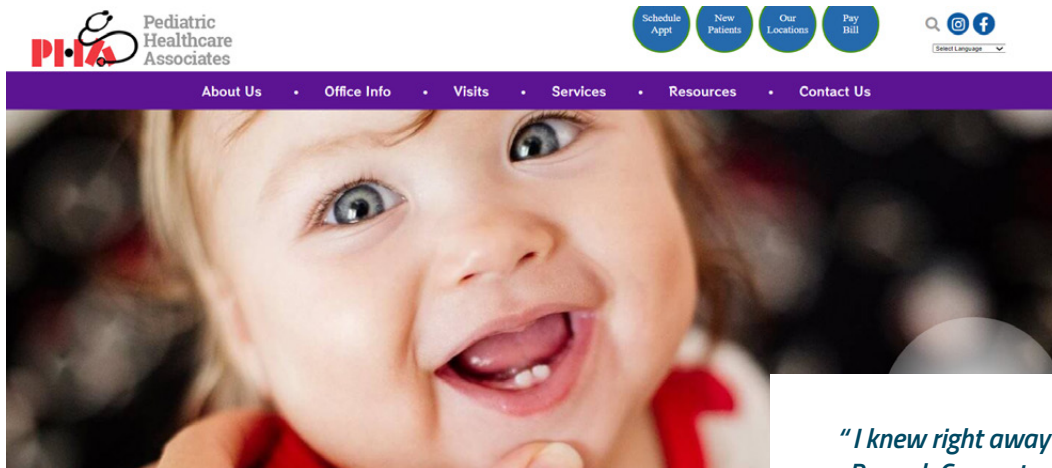 PHA
Pediatric
Healthcare
Associates
Schedule
Appt
New
Patients
Our
Locations
Pay
Bill
Select Language
About Us • Office Info • Visits • Services • Resources • Contact Us
“I knew right away